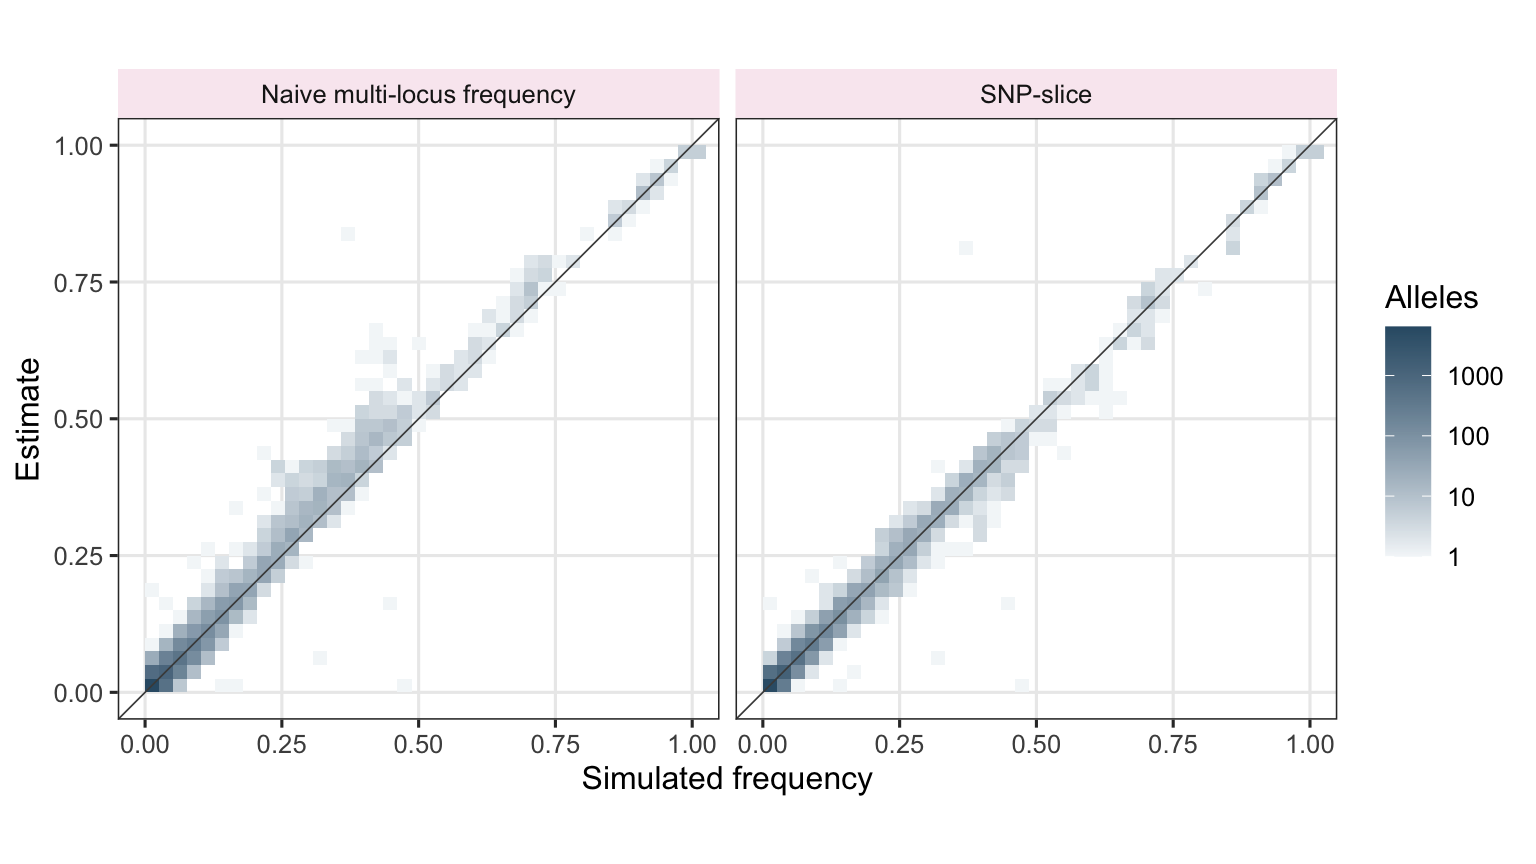 Naive multi-locus frequency
SNP-slice
1.00
0.75
0.50
0.25
0.00
Estimate
0.00 0.25 0.50 0.75 1.00
0.00 0.25 0.50 0.75 1.00
Simulated frequency
Alleles
1000
100
10
1